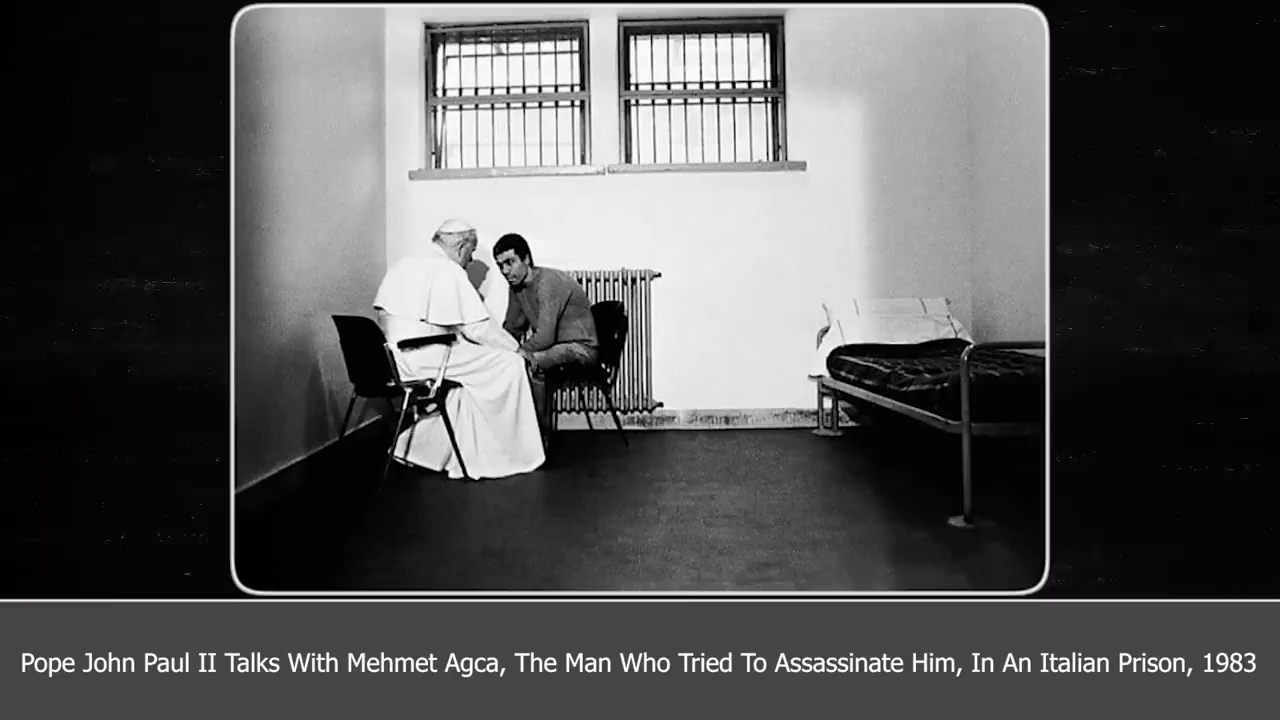 Pope John Paul II Talks With Mehmet Agca, The Man Who Tried To Assassinate Him, In An Italian Prison, 1983